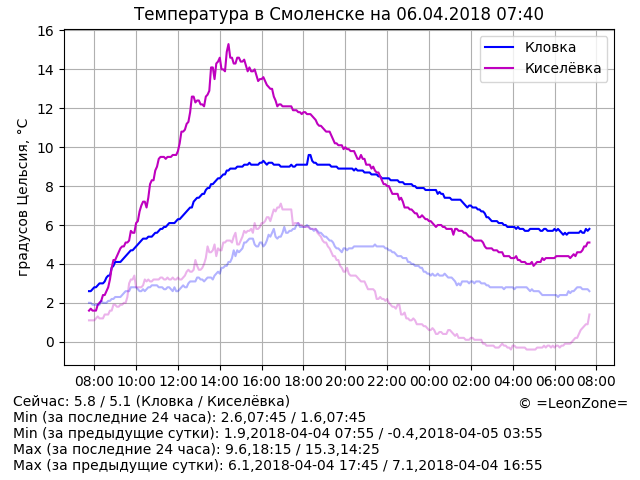 Температура в Смоленске на 06.04.2018 07:40
градусов Цельсия, °C
16
14
12
10
8
6
4
2
0
Кловка
Киселёвка
08:00 10:00 12:00 14:00 16:00 18:00 20:00 22:00 00:00 02:00 04:00 06:00 08:00
Сейчас: 5.8 / 5.1 (Кловка / Киселёвка)
© =LeonZone=
Min (за последние 24 часа): 2.6,07:45 / 1.6,07:45
Min (за предыдущие сутки): 1.9,2018-04-04 07:55 / -0.4,2018-04-05 03:55
Max (за последние 24 часа): 9.6,18:15 / 15.3,14:25
Max (за предыдущие сутки): 6.1,2018-04-04 17:45 / 7.1,2018-04-04 16:55